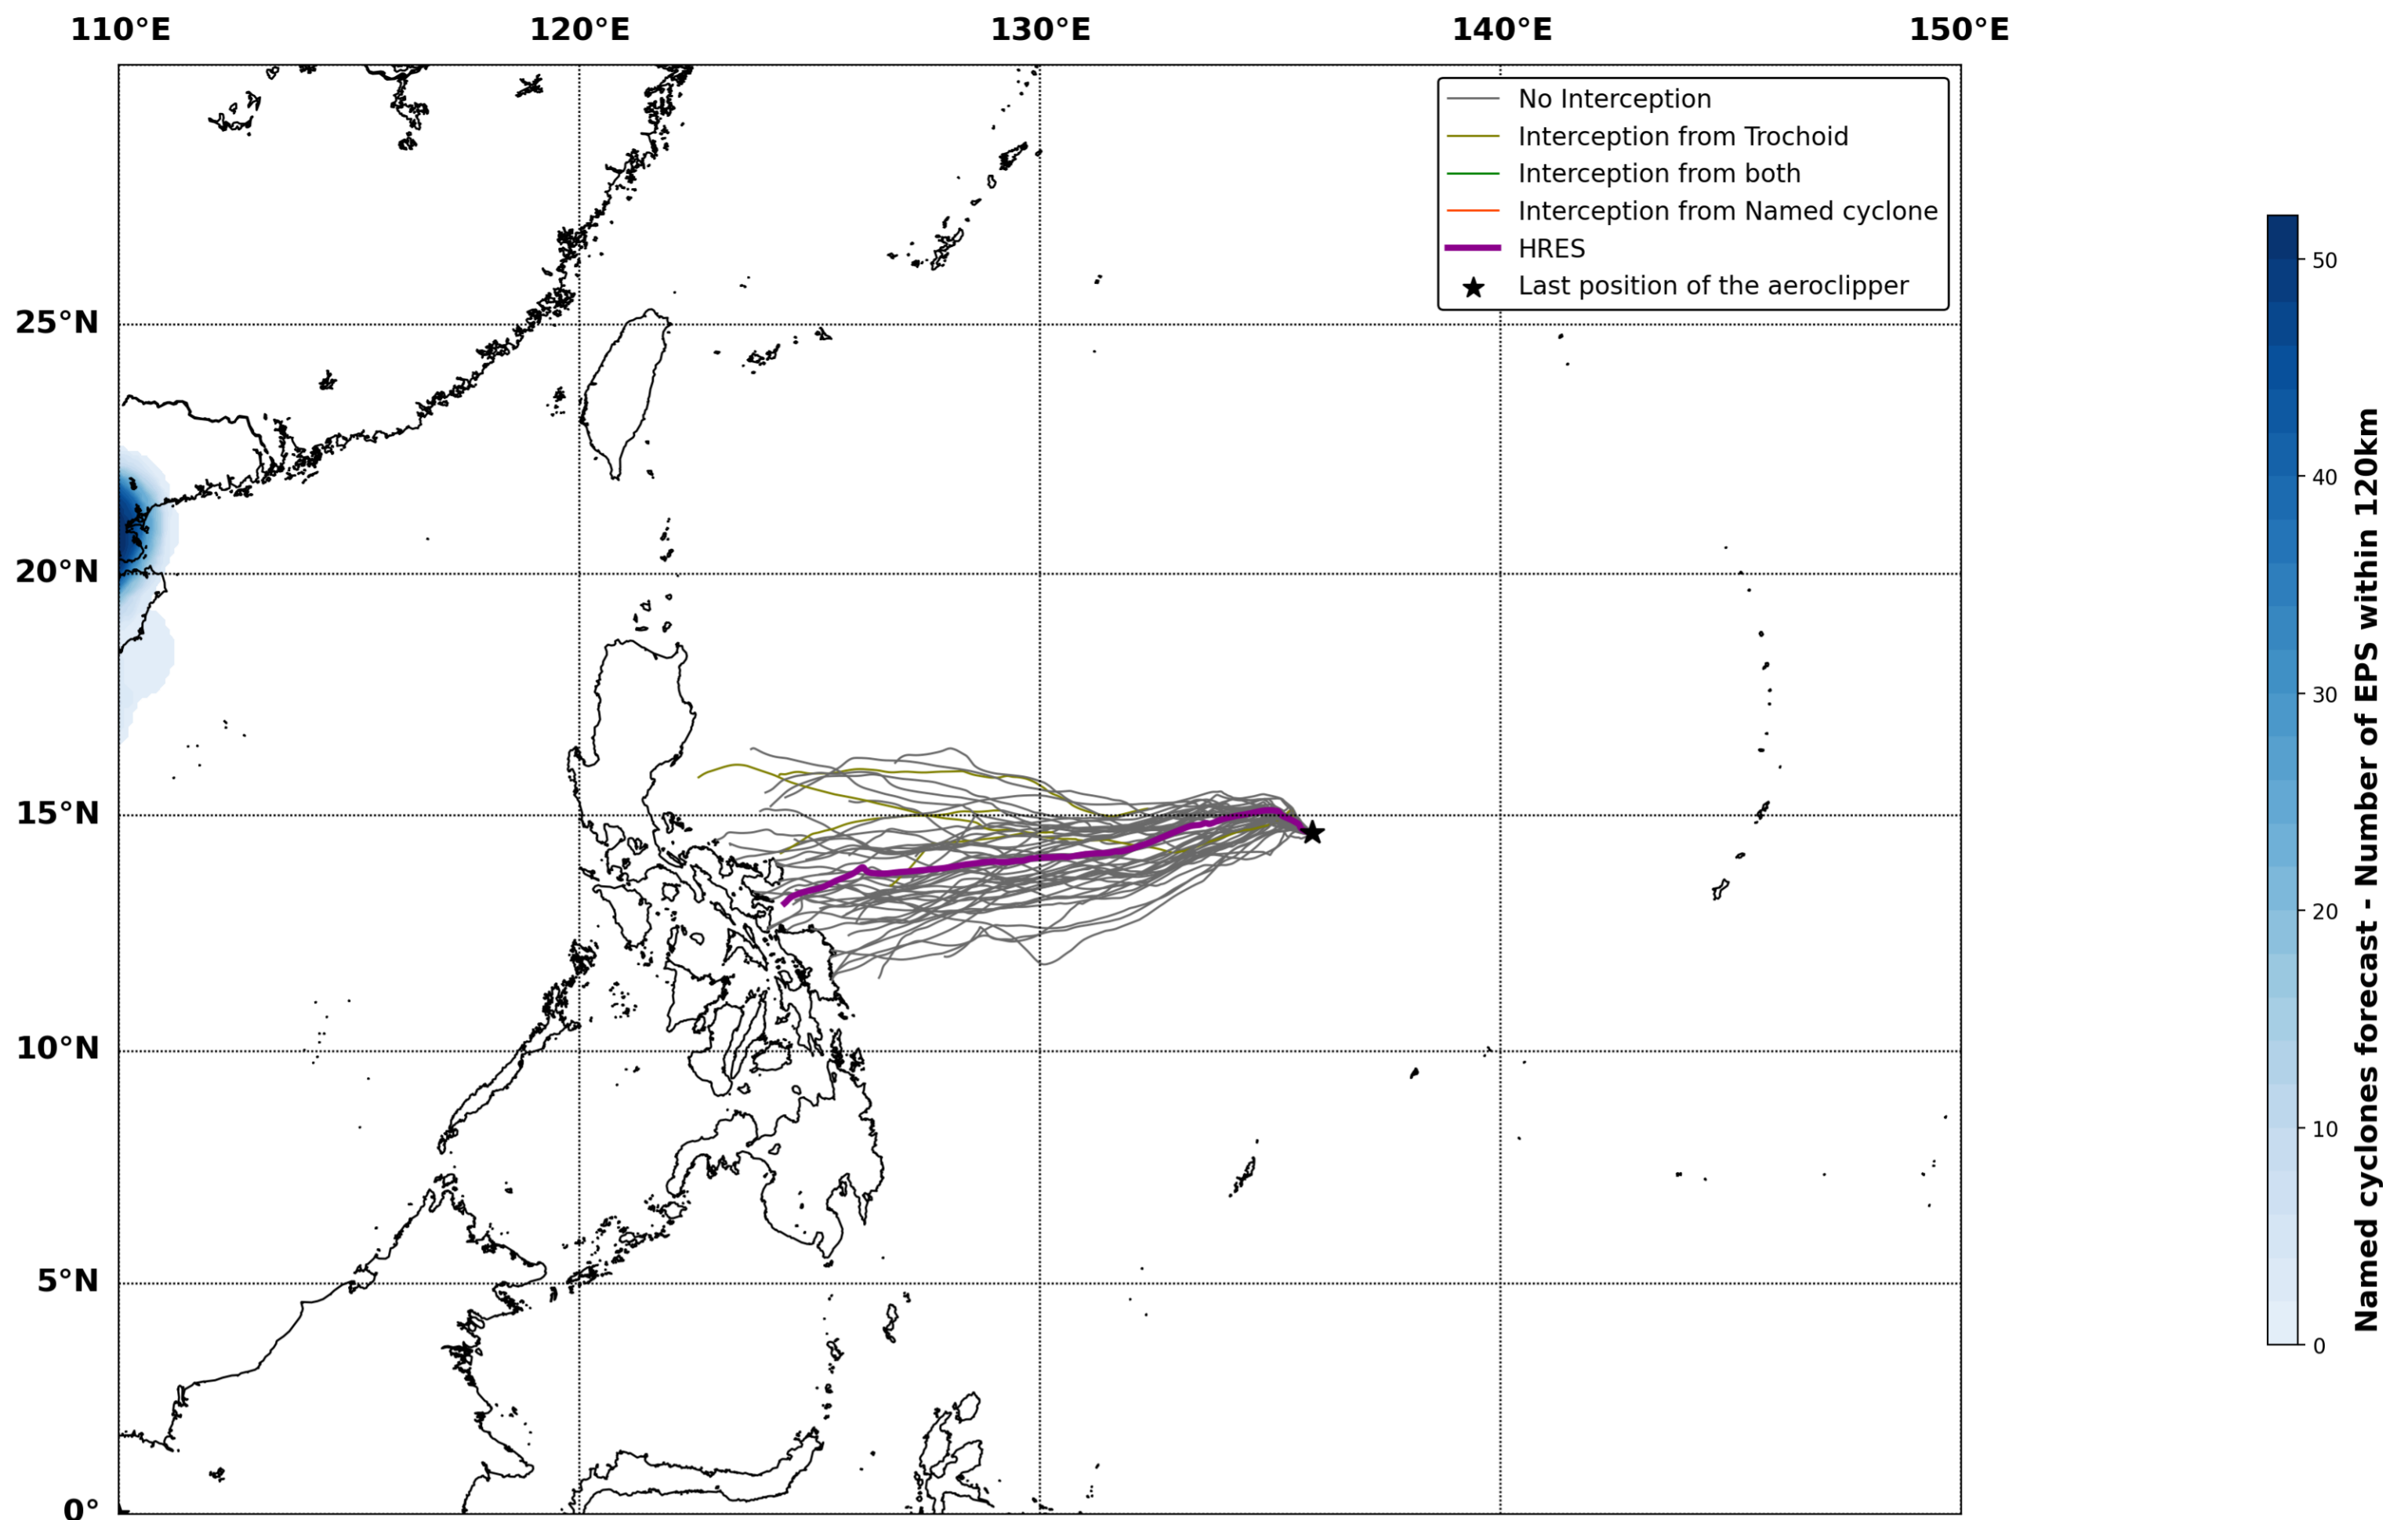 110°E 120°E 130°E 140°E 150°E
No Interception
Interception from Trochoid
Interception from both
Interception from Named cyclone
HRES
Last position of the aeroclipper
25°N
20°N
15°N
10°N
5°N
0°
50
40
30
20
10
0
Named cyclones forecast - Number of EPS within 120km